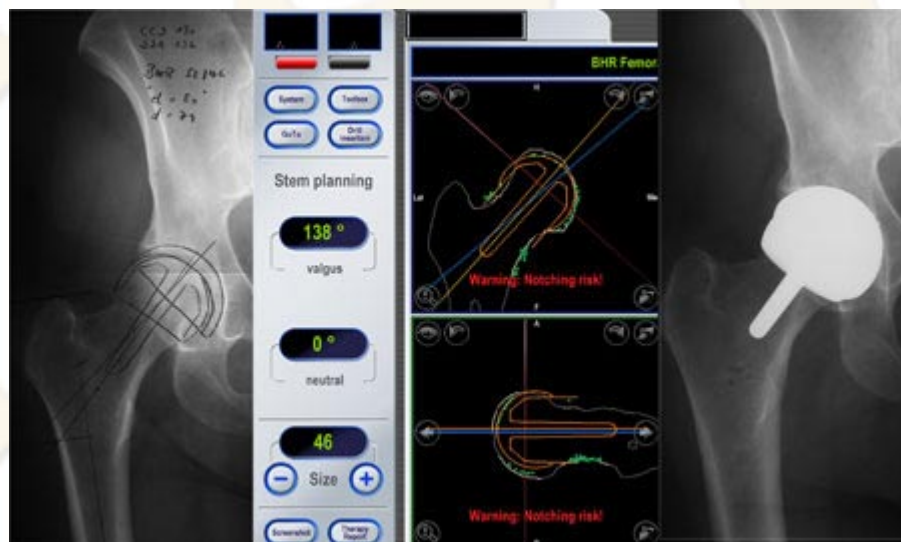 System
Toolbox
GoTo
Drill
Insertion
Stem planning
138 °
valgus
0 °
neutral
46
Size
Screenshot
Therapy
Report
BHR Femor
H
Lat
Warning: Notching risk!
F
A
Warning: Notching risk!